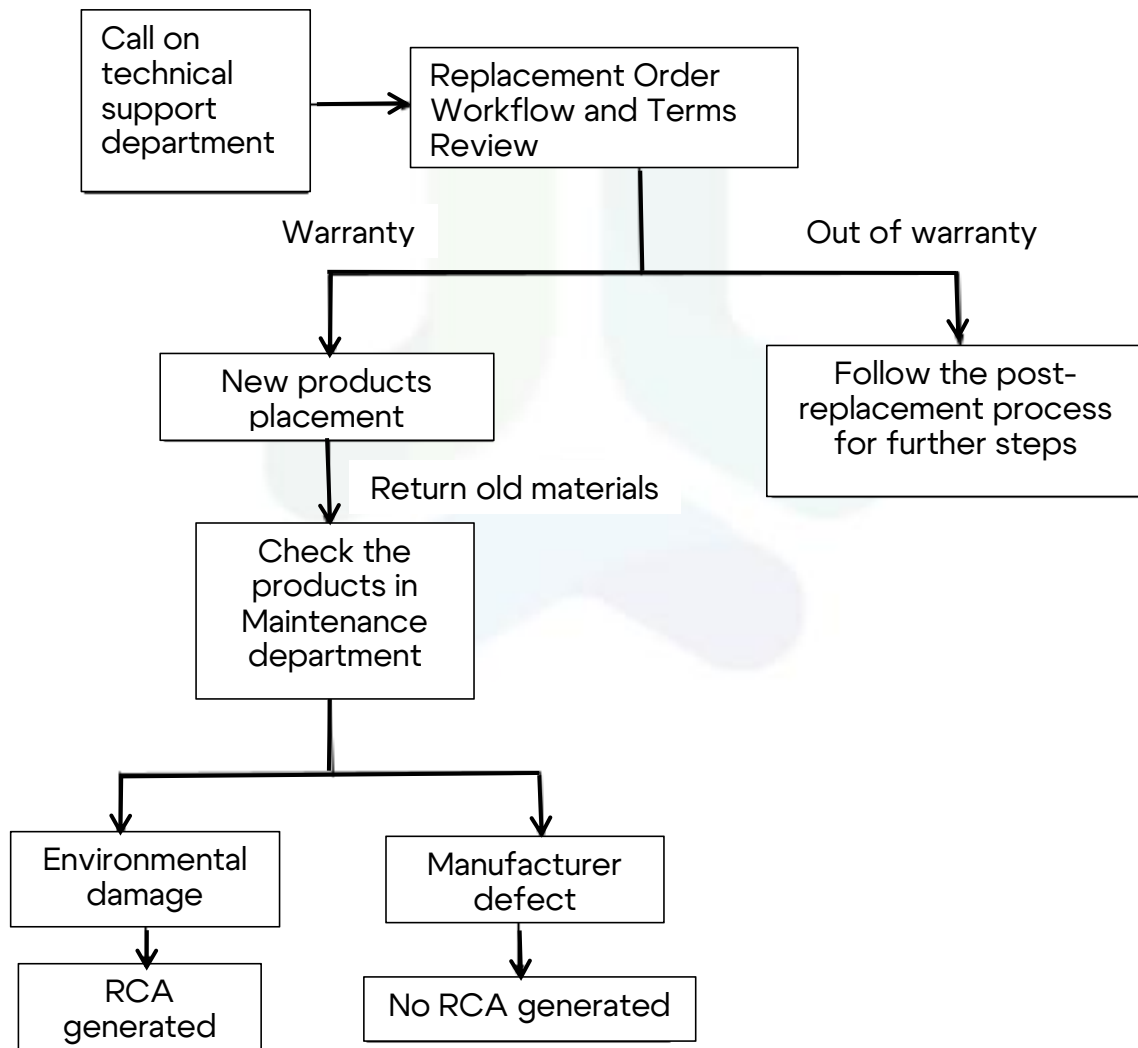 Call on
technical
support
department
Replacement Order
Workflow and Terms
Review
Warranty
Out of warranty
New products
placement
Follow the post-
replacement process
for further steps
Return old materials
Check the
products in
Maintenance
department
Environmental
damage
Manufacturer
defect
RCA
generated
No RCA generated